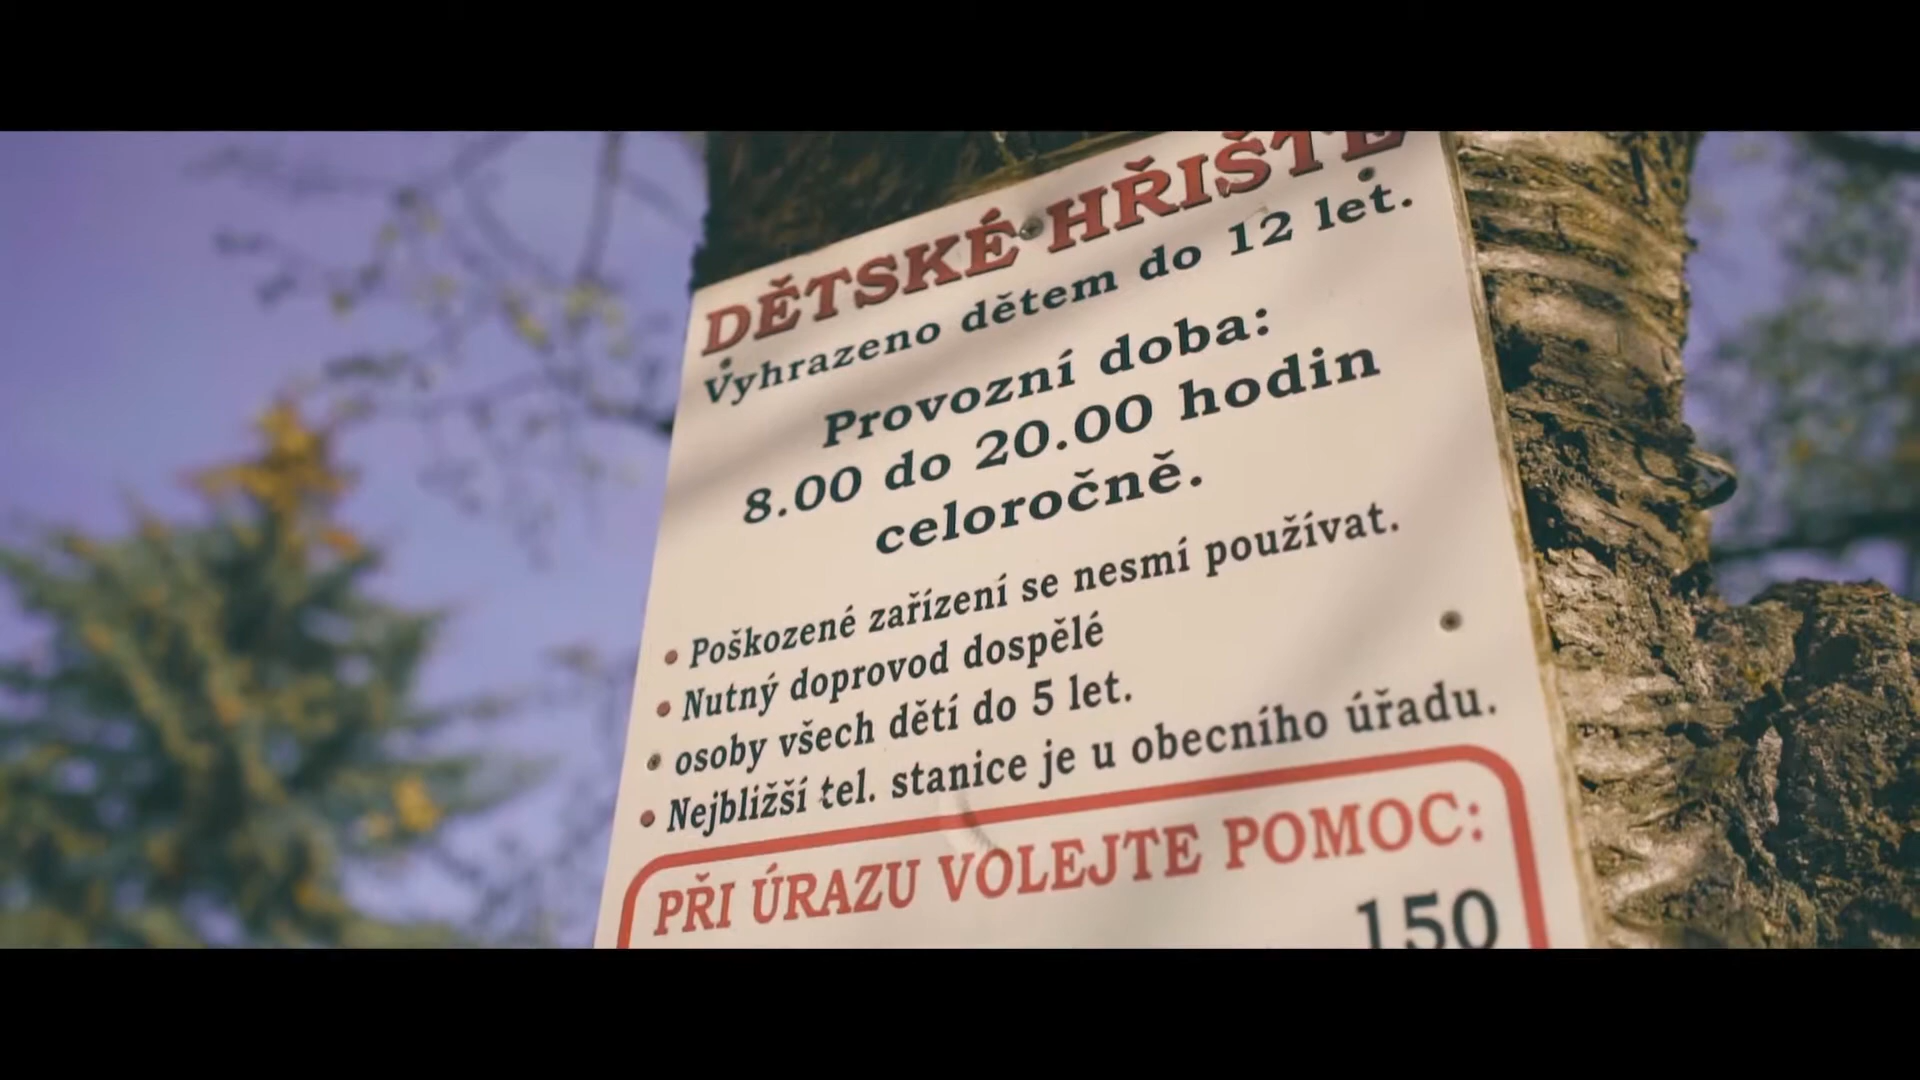 DĚTSKÉ HŘIŠTĚ
Vyhrazeno dětem do 12 let.
Provozní doba:
8.00 do 20.00 hodin
celoročně.
• Poškozené zařízení se nesmí používat.
• Nutný doprovod dospělé
• osoby všech dětí do 5 let.
• Nejbližší tel. stanice je u obecního úřadu.
PŘI ÚRAZU VOLEJTE POMOC:
150